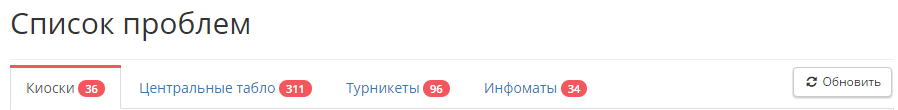 Список проблем
Киоски 36 Центральные табло 311 Турникеты 96 Инфоматы 34 Обновить